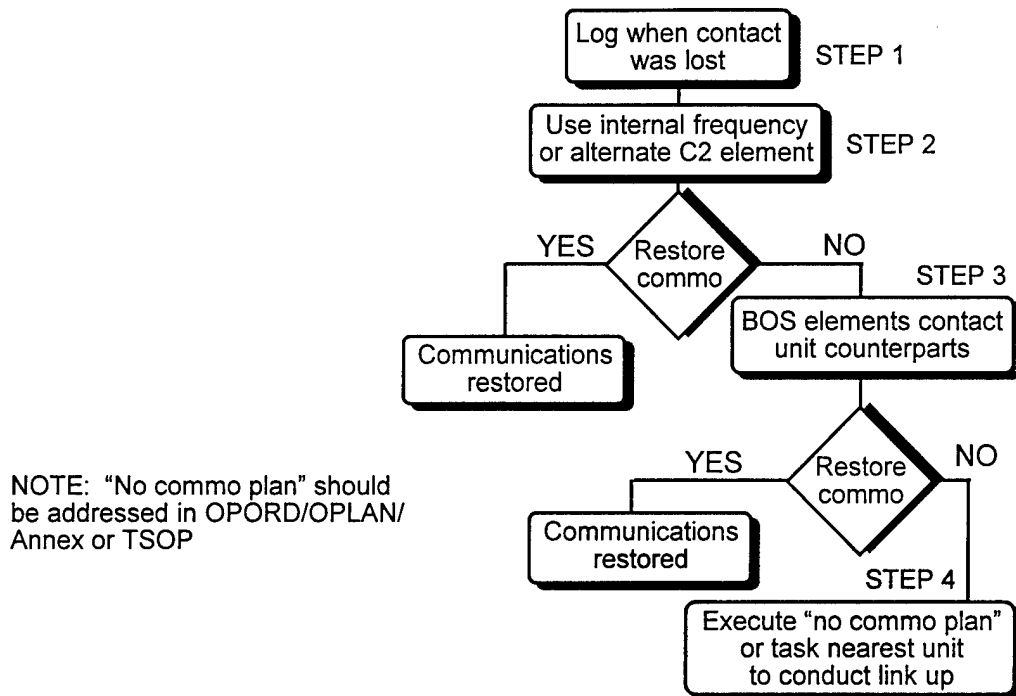 Log when contact
was lost
STEP 1
Use internal frequency
or alternate C2 element
STEP 2
Restore
commo
YES
NO
STEP 3
Communications
restored
BOS elements contact
unit counterparts
Restore
commo
YES
NO
Communications
restored
NOTE: "No commo plan" should
be addressed in OPORD/OPLAN/
Annex or TSOP
STEP 4
Execute "no commo plan"
or task nearest unit
to conduct link up